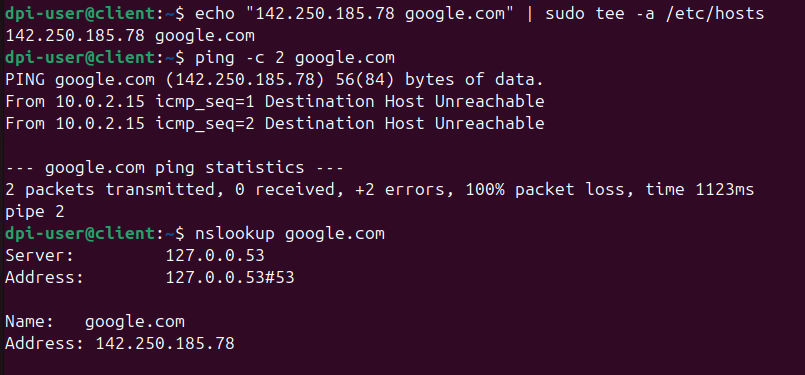 dpi-user@client:~$ echo "142.250.185.78 google.com" | sudo tee -a /etc/hosts
142.250.185.78 google.com
dpi-user@client:~$ ping -c 2 google.com
PING google.com (142.250.185.78) 56(84) bytes of data.
From 10.0.2.15 icmp_seq=1 Destination Host Unreachable
From 10.0.2.15 icmp_seq=2 Destination Host Unreachable

--- google.com ping statistics ---
2 packets transmitted, 0 received, +2 errors, 100% packet loss, time 1123ms
pipe 2
dpi-user@client:~$ nslookup google.com
Server:         127.0.0.53
Address:        127.0.0.53#53

Name:   google.com
Address: 142.250.185.78